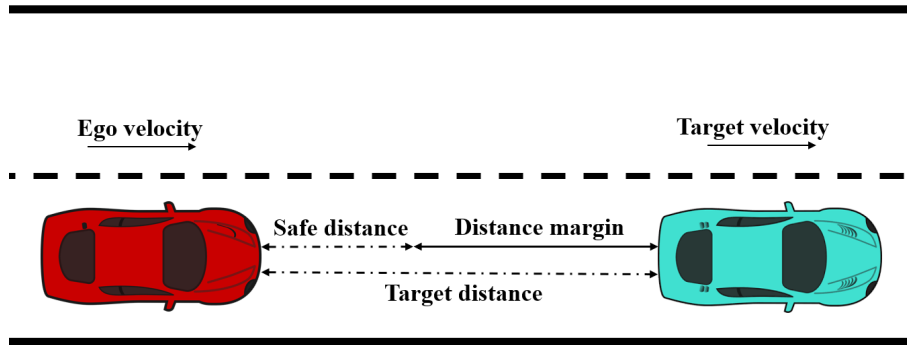 Ego velocity
Target velocity
Safe distance
Distance margin
Target distance